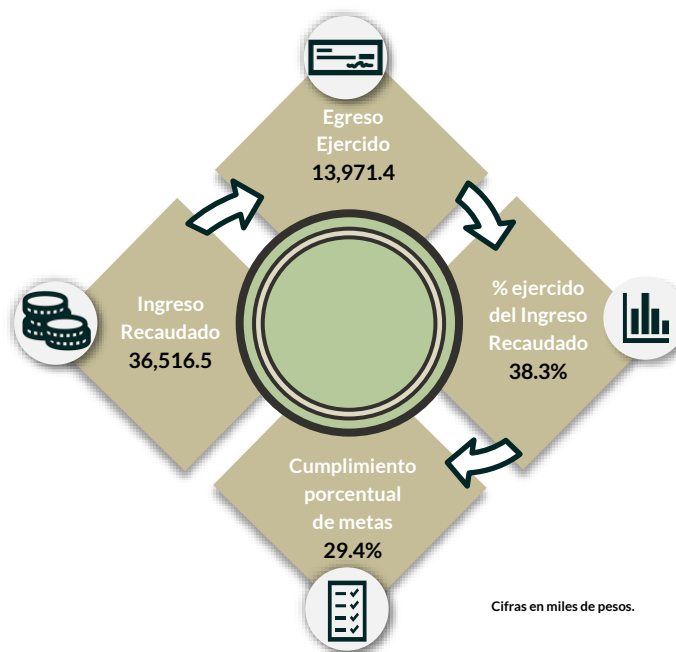 Egreso
Ejercido
13,971.4
Ingreso
Recaudado
36,516.5
% ejercido
del Ingreso
Recaudado
38.3%
Cumplimiento
porcentual
de metas
29.4%
Cifras en miles de pesos.